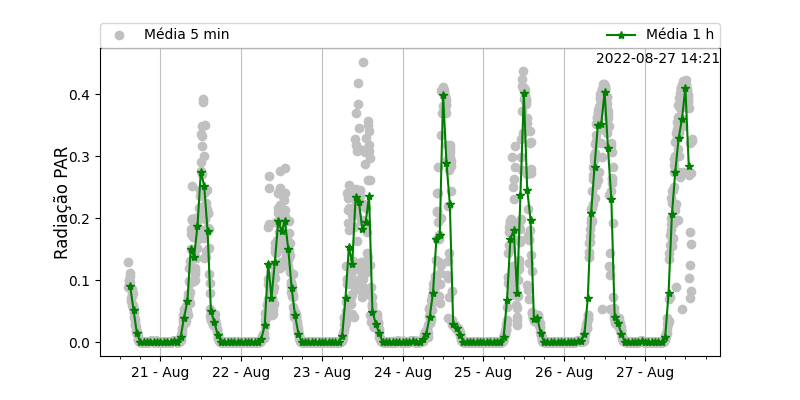 Média 5 min
Média 1 h
2022-08-27 14:21
Radiação PAR
0.4
0.3
0.2
0.1
0.0
21 - Aug
22 - Aug
23 - Aug
24 - Aug
25 - Aug
26 - Aug
27 - Aug